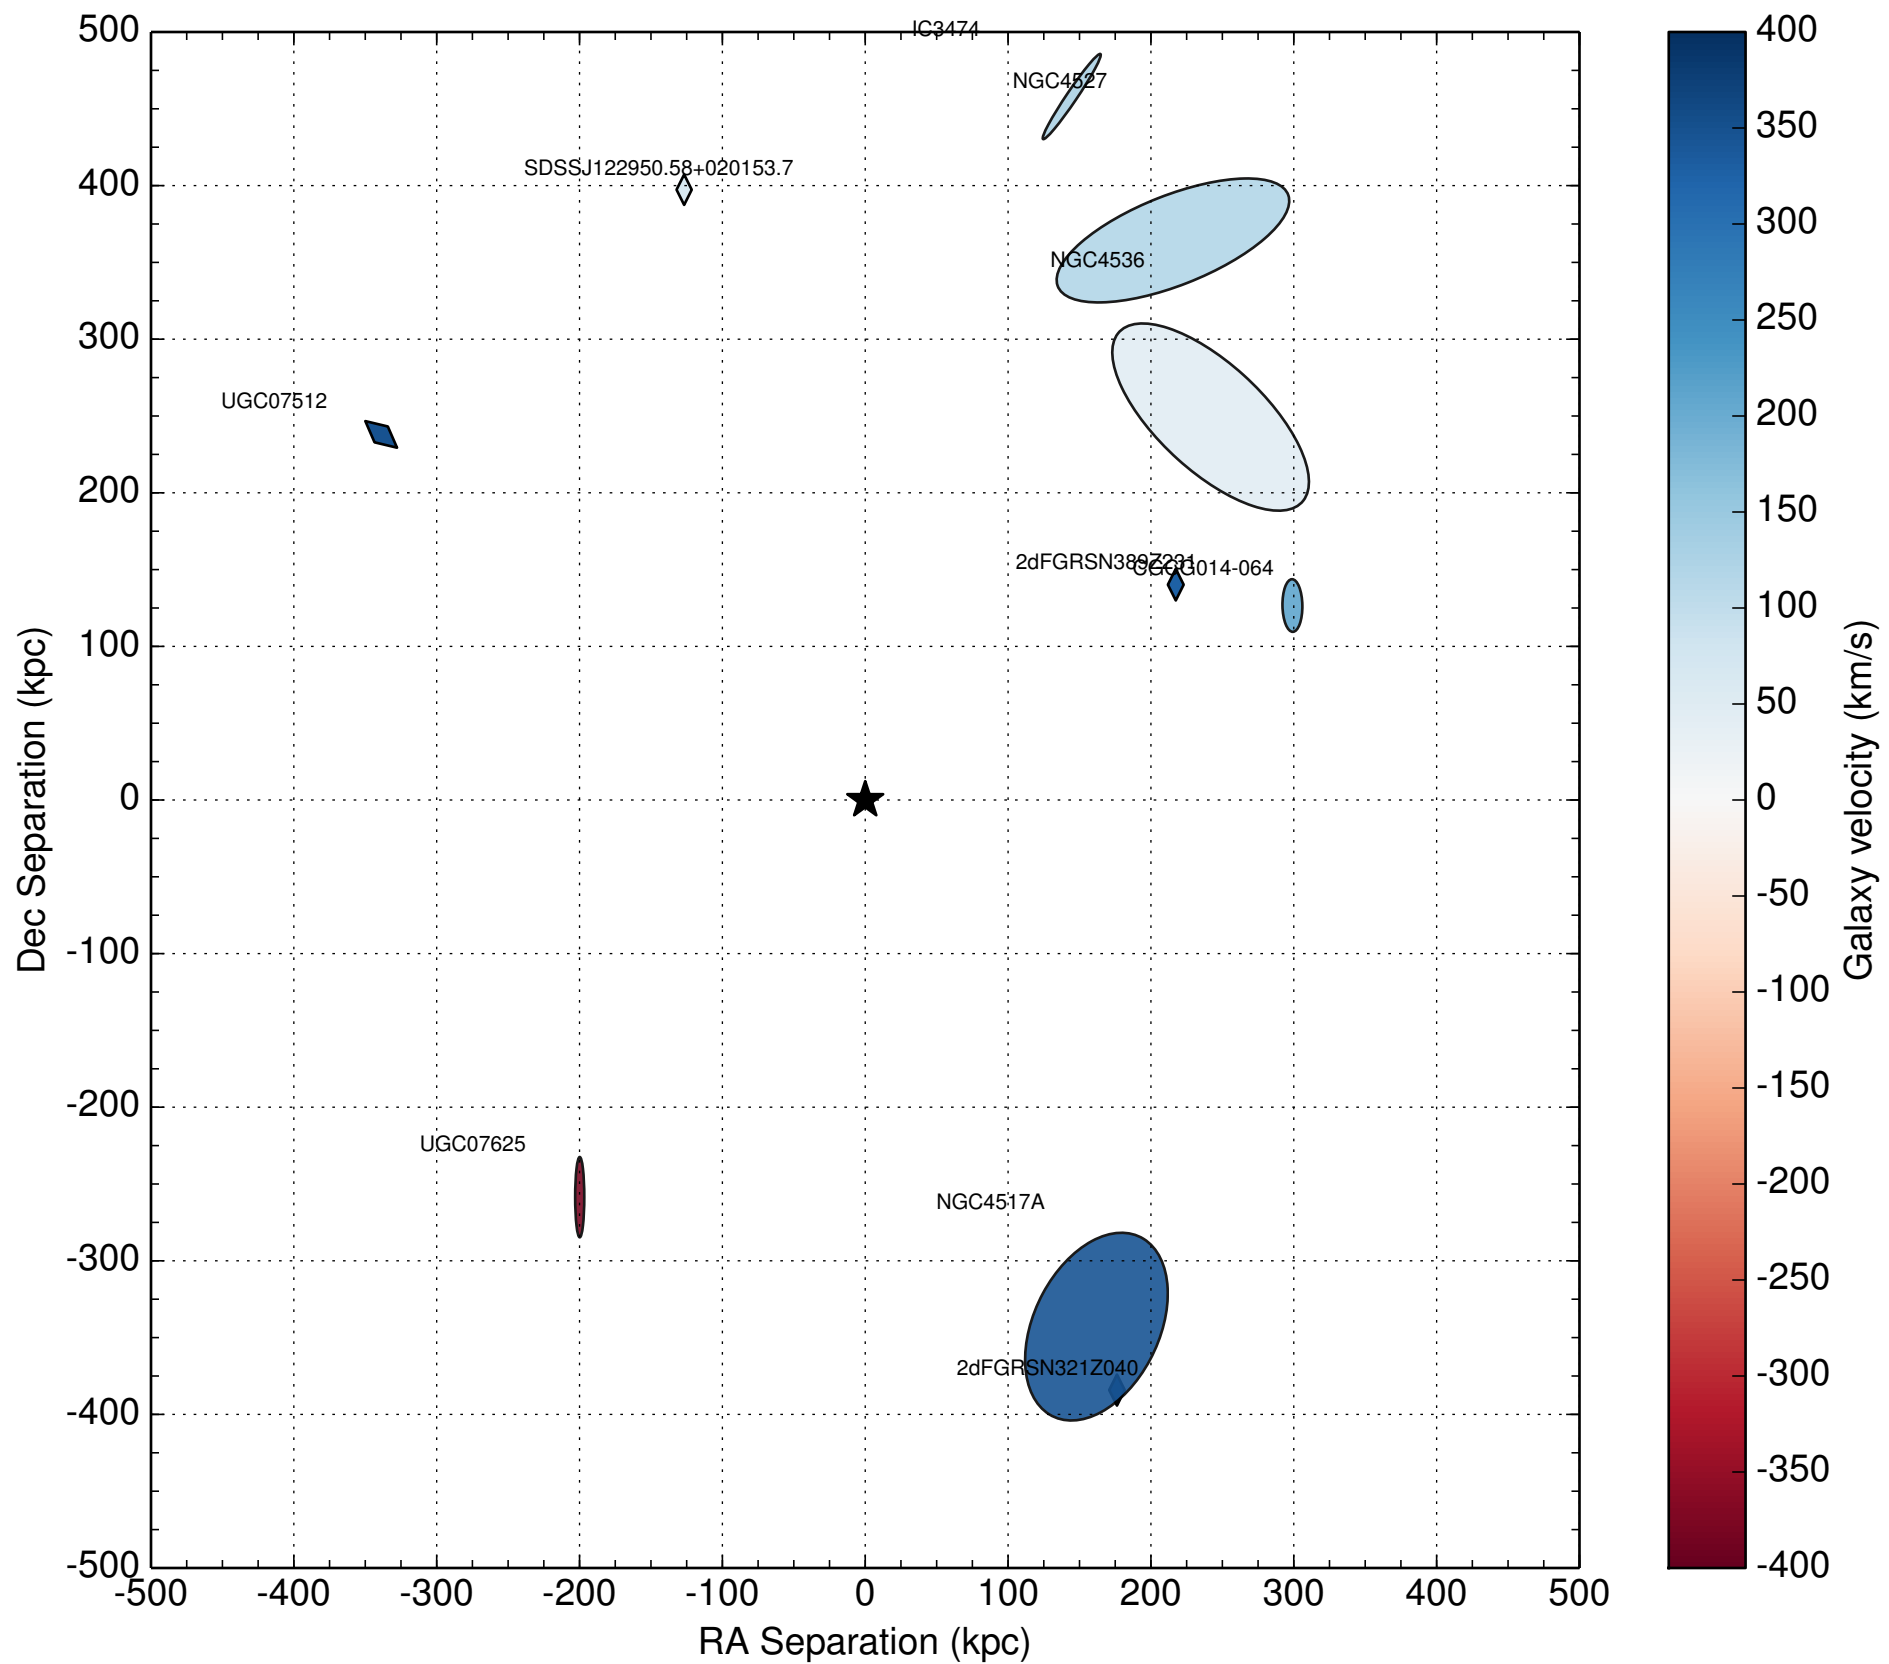 IC3474
NGC4527
SDSSJ122950.58+020153.7
NGC4536
UGC07512
2dFGRSN389Z231
CGCG014-064
UGC07625
NGC4517A
2dFGRSN321Z040
500
400
300
200
100
0
-100
-200
-300
-400
-500
Dec Separation (kpc)
-500 -400 -300 -200 -100 0 100 200 300 400 500
RA Separation (kpc)
400
350
300
250
200
150
100
50
0
-50
-100
-150
-200
-250
-300
-350
-400
Galaxy velocity (km/s)